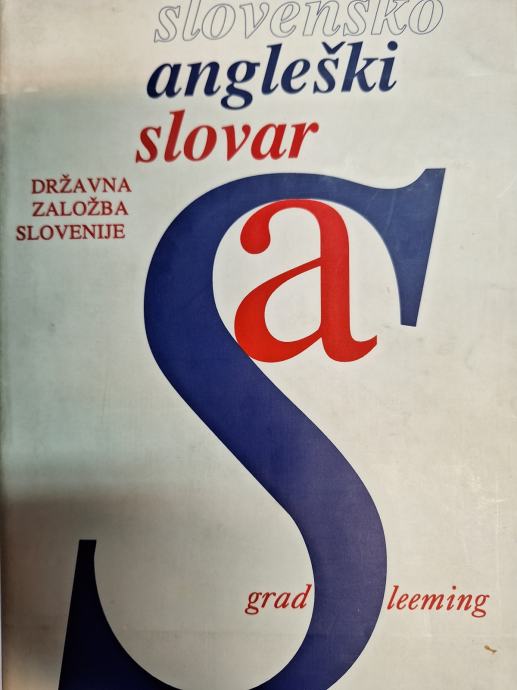 slovensko
angleški
slovar
DRŽAVNA
ZALOŽBA
SLOVENIJE
S
a
grad leeming